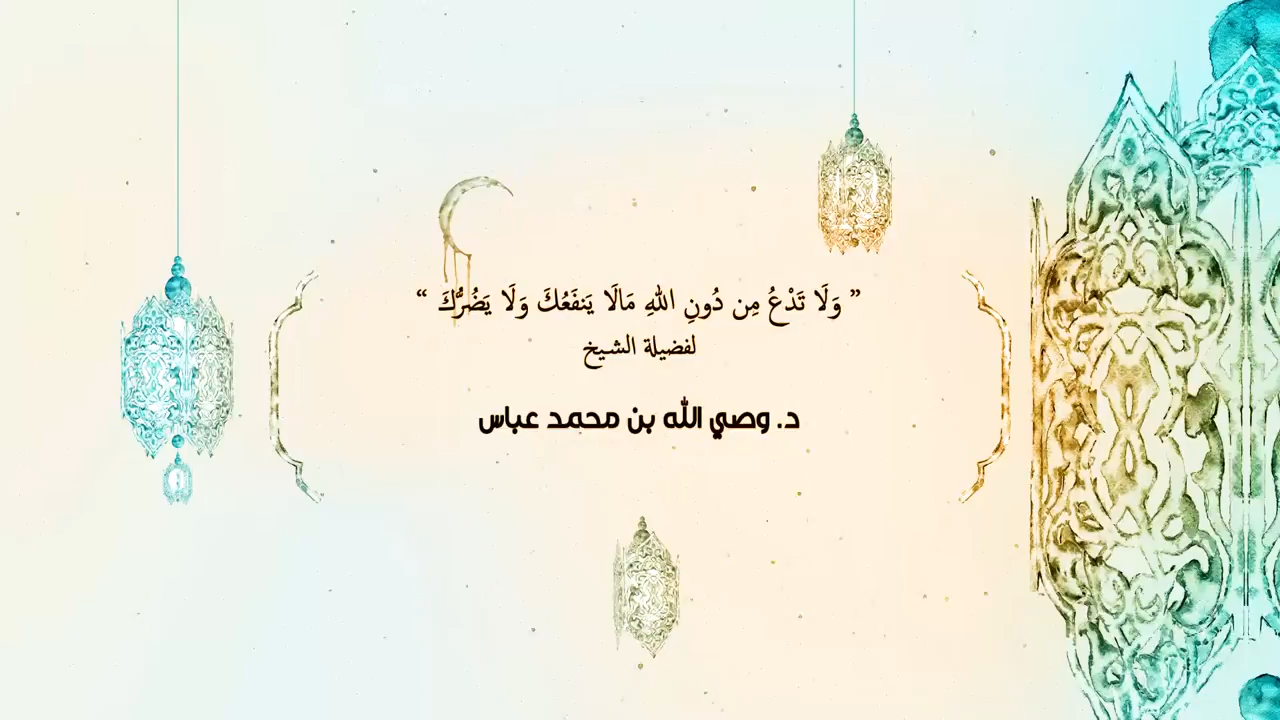 ” وَلَا تَدْعُ مِن دُونِ اللهِ مَالَا يَنفَعُكَ وَلَا يَضُرُّكَ “
لفضيلة الشيخ
د. وصي الله بن محمد عباس